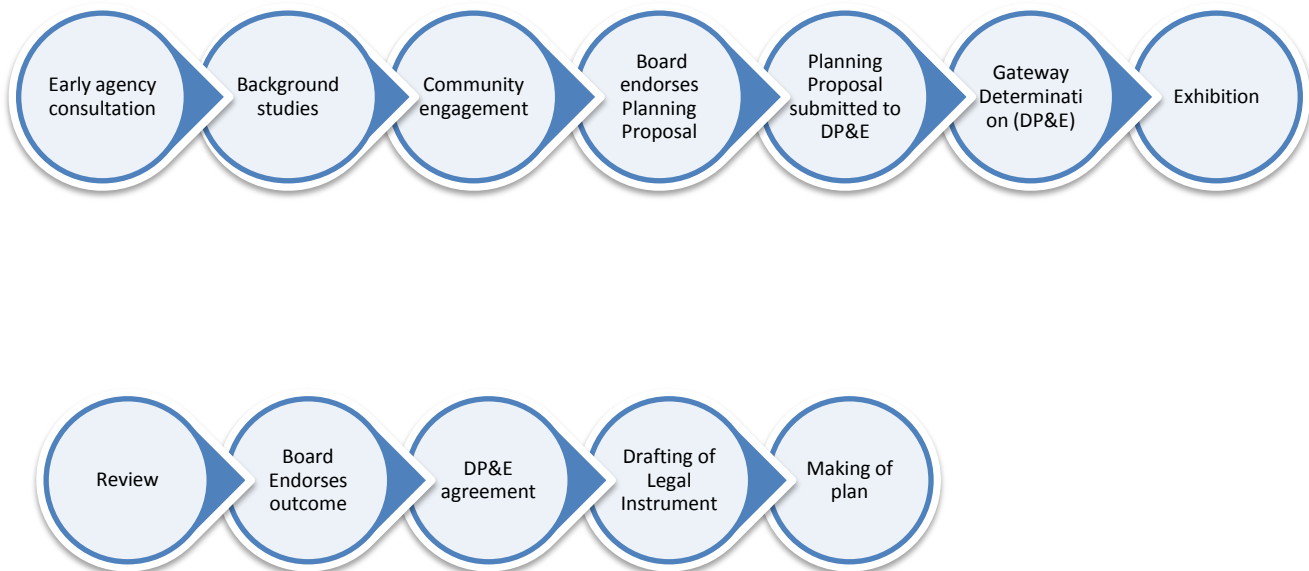 Early agency
consultation
Background
studies
Community
engagement
Board
endorses
Planning
Proposal
Planning
Proposal
submitted to
DP&E
Gateway
Determinati
on (DP&E)
Exhibition
Review
Board
Endorses
outcome
DP&E
agreement
Drafting of
Legal
Instrument
Making of
plan